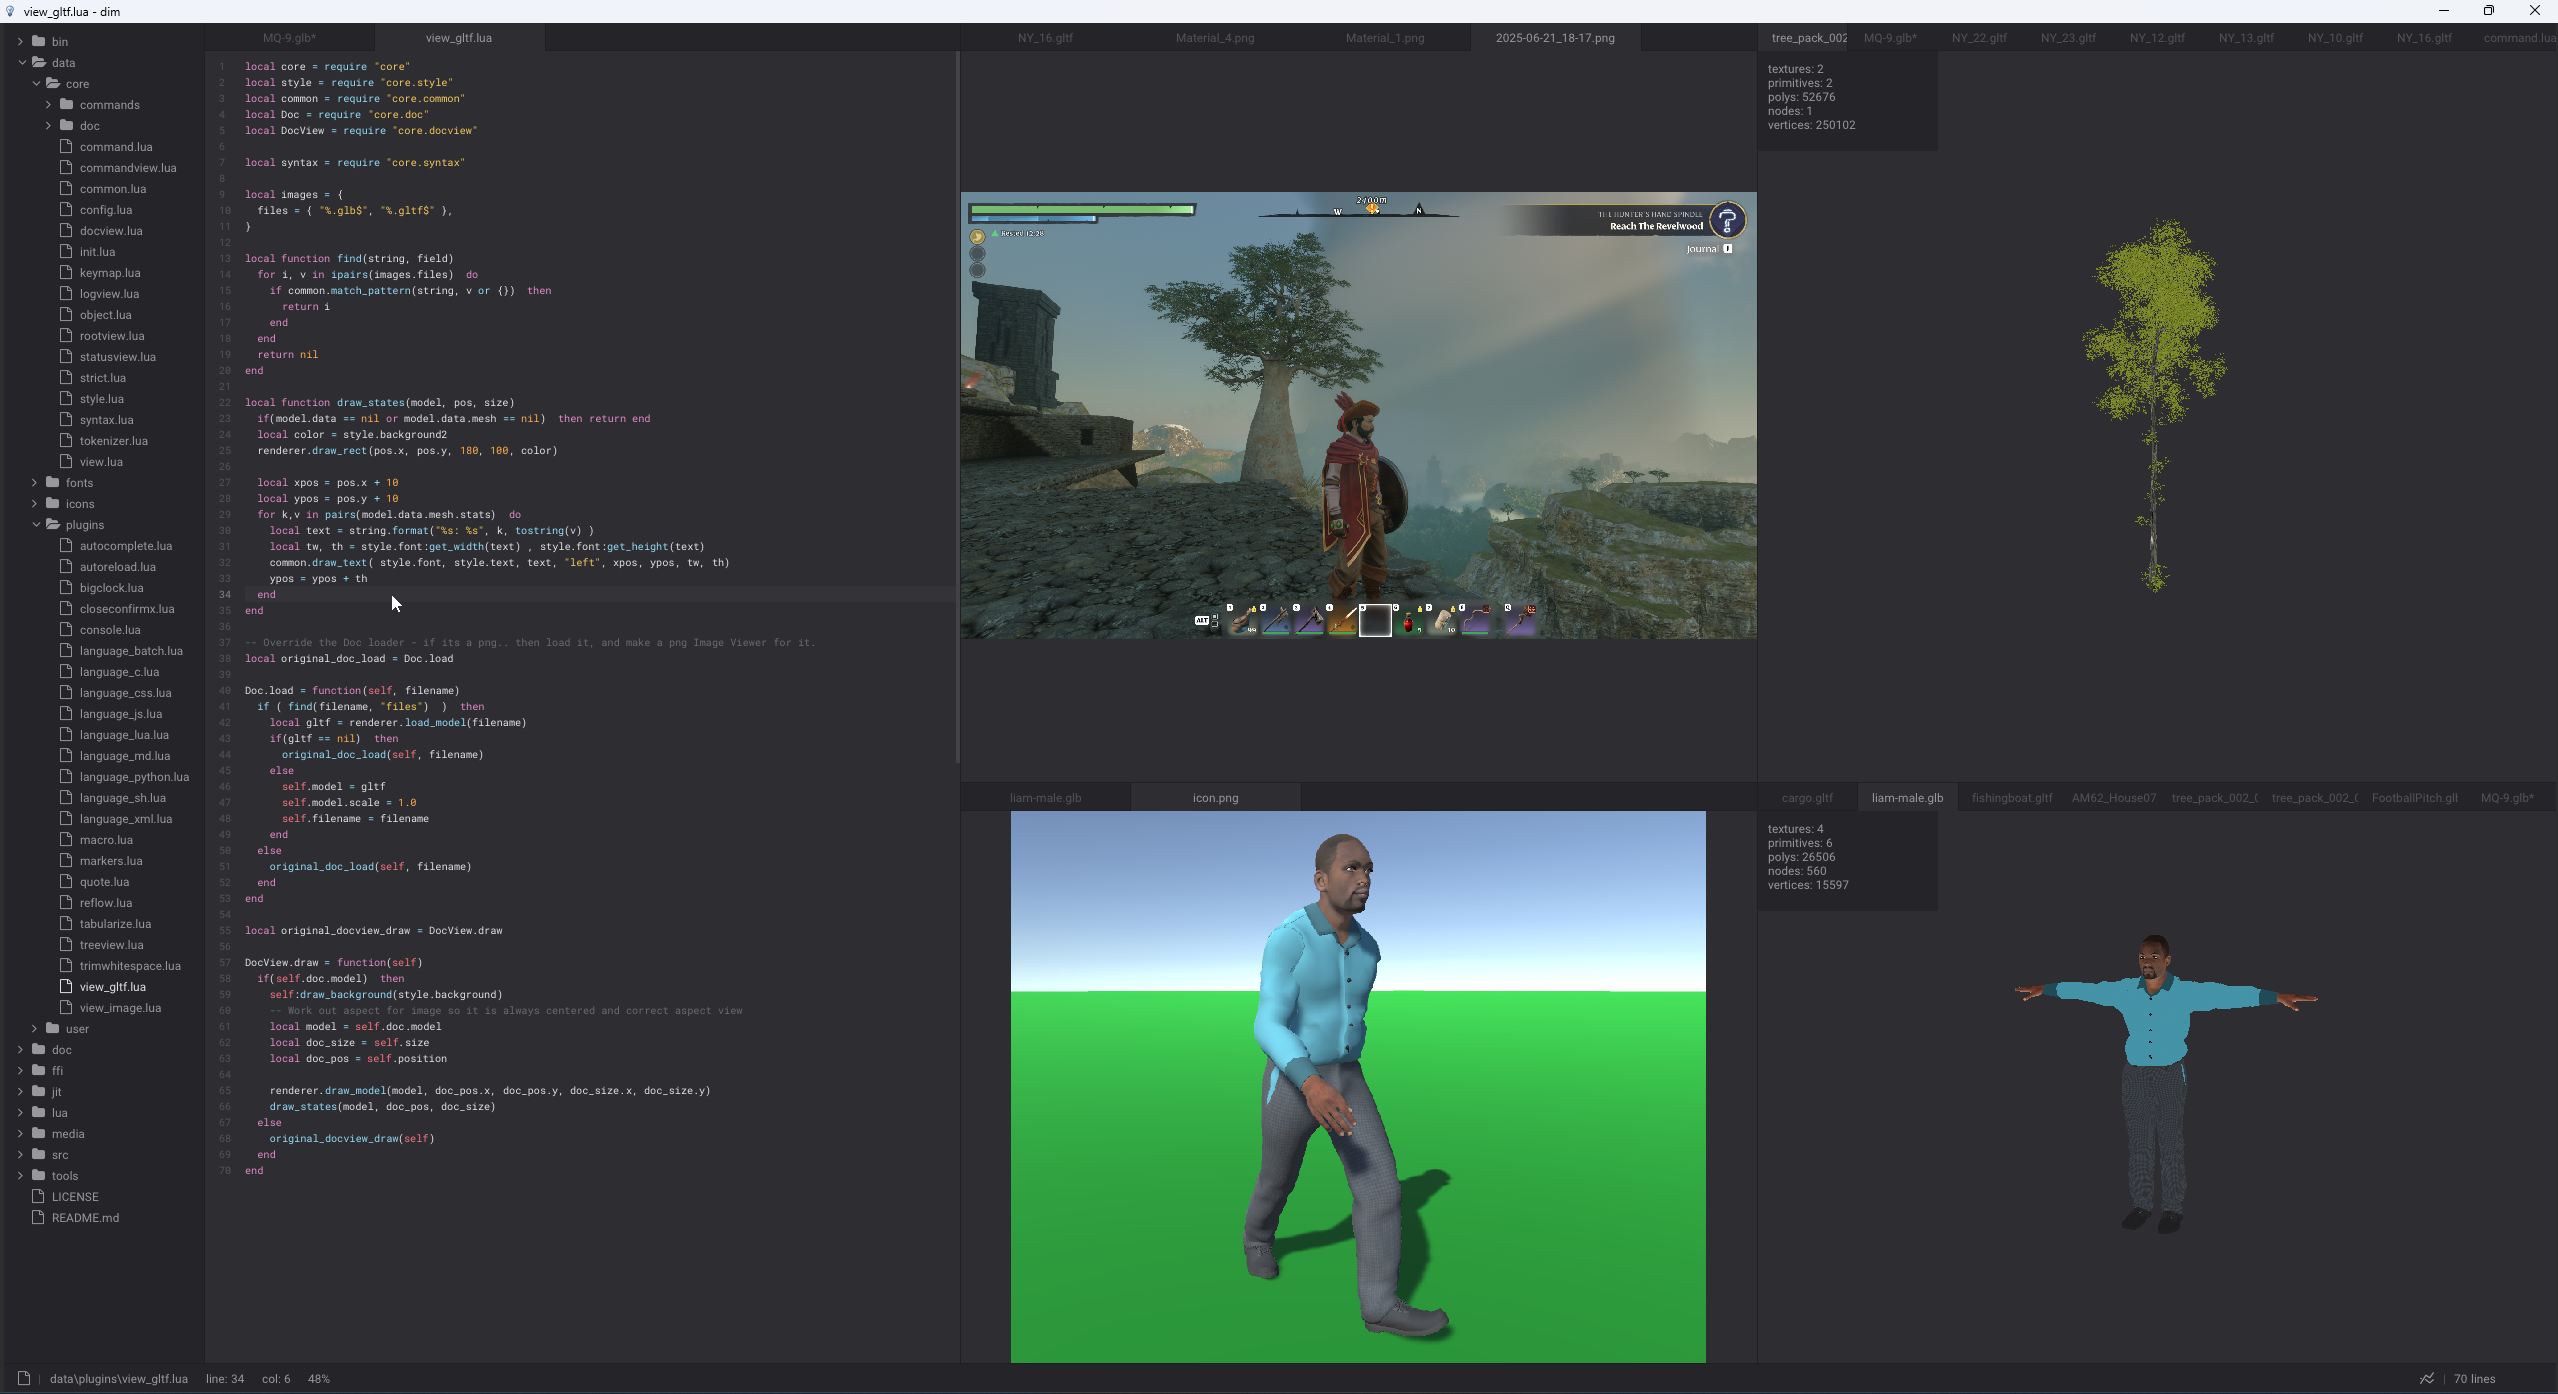 view_gltf.lua - dim
bin
data
core
commands
doc
command.lua
commandview.lua
common.lua
config.lua
docview.lua
init.lua
keymap.lua
logview.lua
object.lua
rootview.lua
statusview.lua
strict.lua
style.lua
syntax.lua
tokenizer.lua
view.lua
fonts
icons
plugins
autocomplete.lua
autoreload.lua
bigclock.lua
closeconfirmx.lua
console.lua
language_batch.lua
language_c.lua
language_css.lua
language_js.lua
language_lua.lua
language_md.lua
language_python.lua
language_sh.lua
language_xml.lua
macro.lua
markers.lua
quote.lua
reflow.lua
tabularize.lua
treeview.lua
trimwhitespace.lua
view_gltf.lua
view_image.lua
user
doc
ffi
jit
lua
media
src
tools
LICENSE
README.md
MQ-9.glb* view_gltf.lua
1 local core = require "core"
2 local style = require "core.style"
3 local common = require "core.common"
4 local Doc = require "core.doc"
5 local DocView = require "core.docview"
6
7 local syntax = require "core.syntax"
8
9 local images = {
10   files = { "%.glb$", "%.gltf$" },
11 }
12
13 local function find(string, field)
14   for i, v in ipairs(images.files)  do
15     if common.match_pattern(string, v or {})  then
16       return i
17     end
18   end
19   return nil
20 end
21
22 local function draw_states(model, pos, size)
23   if(model.data == nil or model.data.mesh == nil)  then return end
24   local color = style.background2
25   renderer.draw_rect(pos.x, pos.y, 180, 100, color)
26
27   local xpos = pos.x + 10
28   local ypos = pos.y + 10
29   for k,v in pairs(model.data.mesh.stats)  do
30     local text = string.format("%s: %s", k, tostring(v) )
31     local tw, th = style.font:get_width(text) , style.font:get_height(text)
32     common.draw_text( style.font, style.text, text, "left", xpos, ypos, tw, th)
33     ypos = ypos + th
34   end
35 end
36
37 -- Override the Doc loader - if its a png.. then load it, and make a png Image Viewer for it.
38 local original_doc_load = Doc.load
39
40 Doc.load = function(self, filename)
41   if ( find(filename, "files")  )  then
42     local gltf = renderer.load_model(filename)
43     if(gltf == nil)  then
44       original_doc_load(self, filename)
45     else
46       self.model = gltf
47       self.model.scale = 1.0
48       self.filename = filename
49     end
50   else
51     original_doc_load(self, filename)
52   end
53 end
54
55 local original_docview_draw = DocView.draw
56
57 DocView.draw = function(self)
58   if(self.doc.model)  then
59     self:draw_background(style.background)
60     -- Work out aspect for image so it is always centered and correct aspect view
61     local model = self.doc.model
62     local doc_size = self.size
63     local doc_pos = self.position
64
65     renderer.draw_model(model, doc_pos.x, doc_pos.y, doc_size.x, doc_size.y)
66     draw_states(model, doc_pos, doc_size)
67   else
68     original_docview_draw(self)
69   end
70 end
NY_16.gltf Material_4.png Material_1.png 2025-06-21_18-17.png
2400m
W N
THE HUNTER'S HAND SPINDLE
Reach The Revelwood
Journal J
Rested 12:28
ALT
99 5 10
liam-male.glb icon.png
tree_pack_002 MQ-9.glb* NY_22.gltf NY_23.gltf NY_12.gltf NY_13.gltf NY_10.gltf NY_16.gltf command.lua
textures: 2
primitives: 2
polys: 52676
nodes: 1
vertices: 250102
cargo.gltf liam-male.glb fishingboat.gltf AM62_House07 tree_pack_002_( tree_pack_002_( FootballPitch.glb MQ-9.glb*
textures: 4
primitives: 6
polys: 26506
nodes: 560
vertices: 15597
data\plugins\view_gltf.lua line: 34 col: 6 48% 70 lines